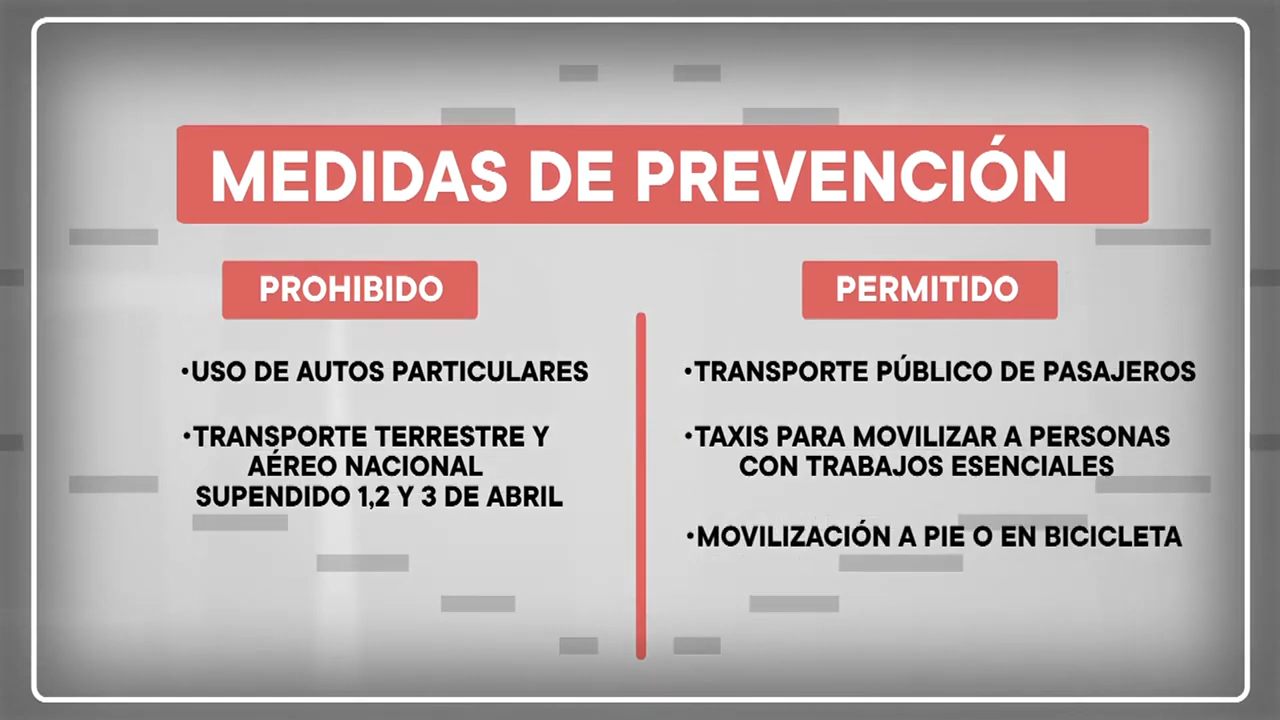 MEDIDAS DE PREVENCIÓN
PROHIBIDO
•USO DE AUTOS PARTICULARES
•TRANSPORTE TERRESTRE Y
AÉREO NACIONAL
SUPENDIDO 1,2 Y 3 DE ABRIL
PERMITIDO
•TRANSPORTE PÚBLICO DE PASAJEROS
•TAXIS PARA MOVILIZAR A PERSONAS
CON TRABAJOS ESENCIALES
•MOVILIZACIÓN A PIE O EN BICICLETA